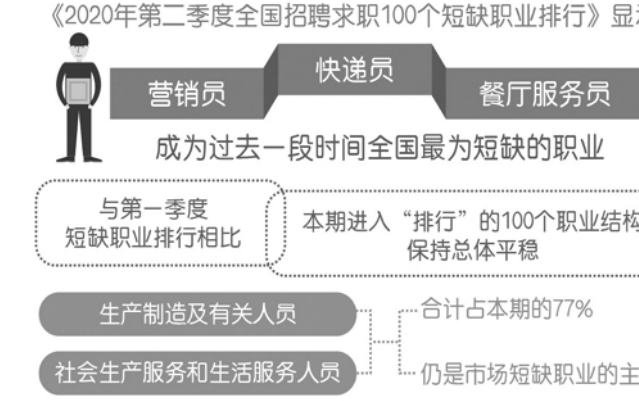 《2020年第二季度全国招聘求职100个短缺职业排行》显
营销员
快递员
餐厅服务员
成为过去一段时间全国最为短缺的职业
与第一季度
短缺职业排行相比
本期进入“排行”的100个职业结构
保持总体平稳
生产制造及有关人员
社会生产服务和生活服务人员
合计占本期的77%
仍是市场短缺职业的主